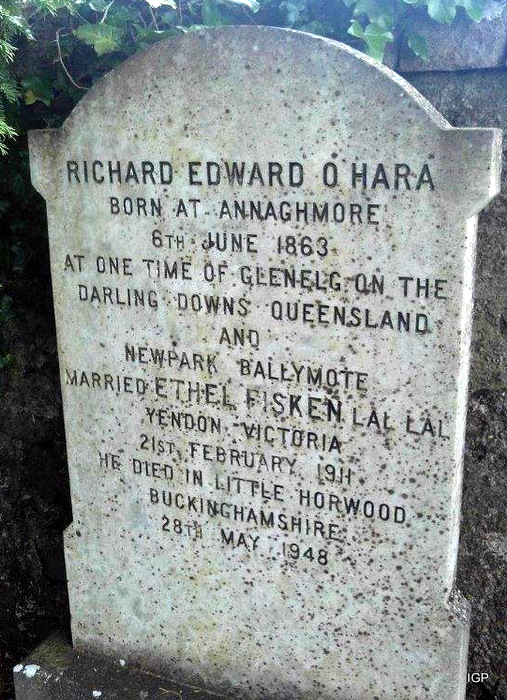 RICHARD EDWARD O HARA
BORN AT ANNAGHMORE
6TH JUNE 1863
AT ONE TIME OF GLENELG ON THE
DARLING DOWNS QUEENSLAND
AND
NEWPARK BALLYMOTE
MARRIED ETHEL FISKEN LAL LAL
YENDON VICTORIA
21ST FEBRUARY 1911
HE DIED IN LITTLE HORWOOD
BUCKINGHAMSHIRE
28TH MAY 1948
IGP